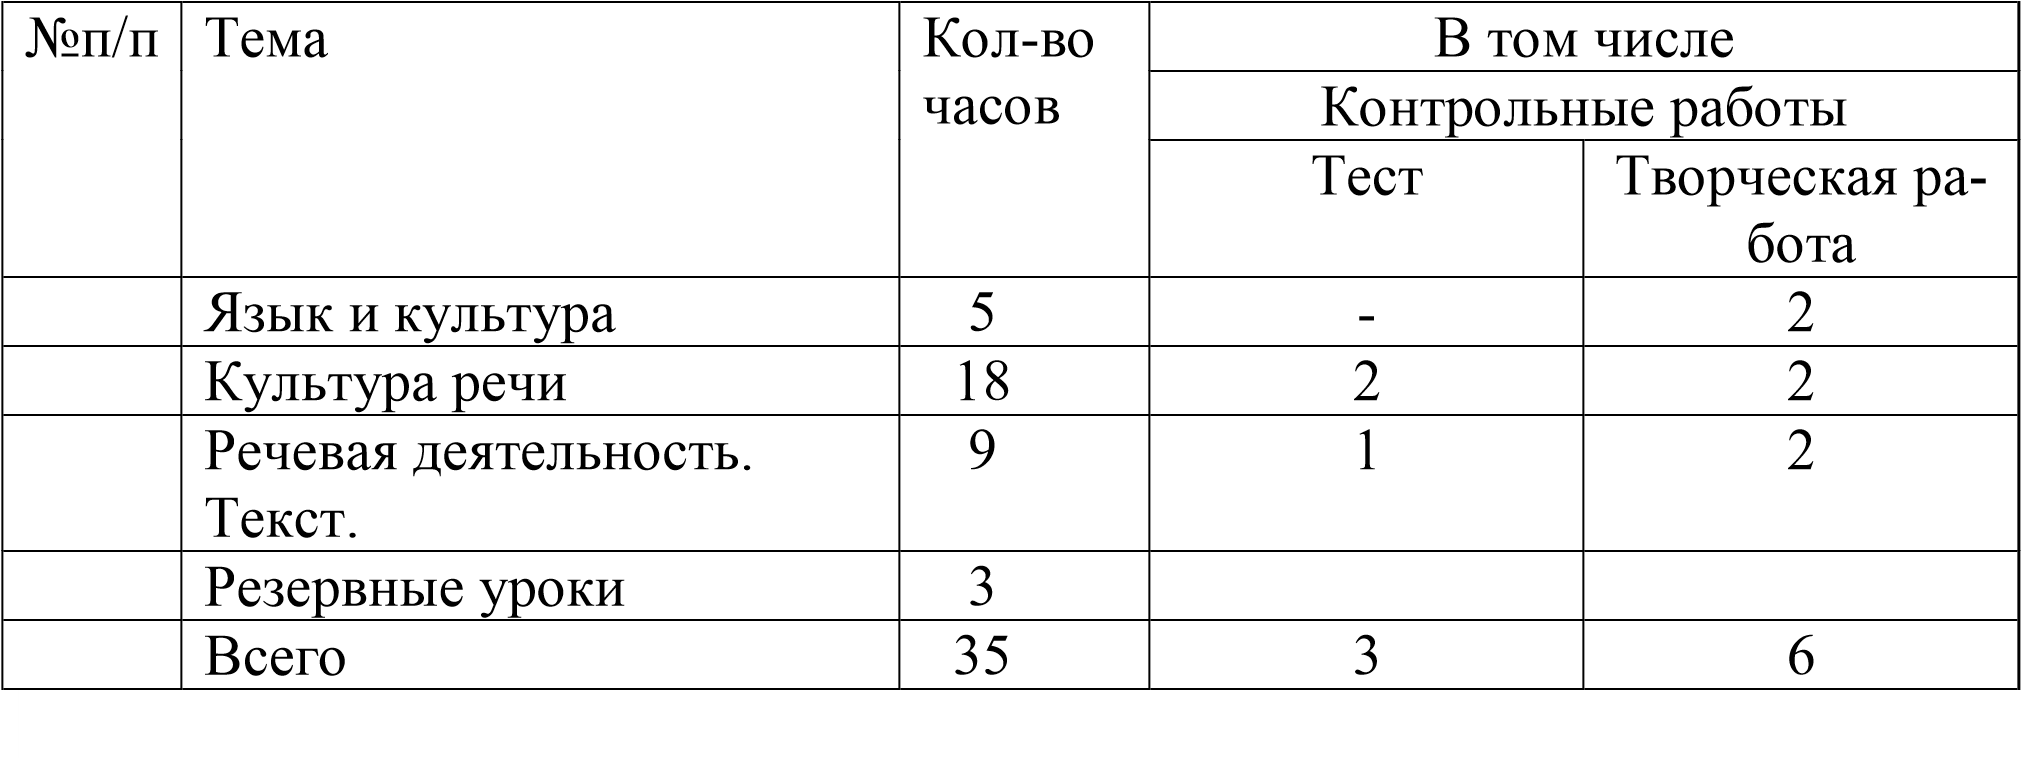 №п/п Тема Кол-во В том числе
часов Контрольные работы
Тест Творческая ра-
бота
Язык и культура 5 - 2
Культура речи 18 2 2
Речевая деятельность. 9 1 2
Текст.
Резервные уроки 3
Всего 35 3 6